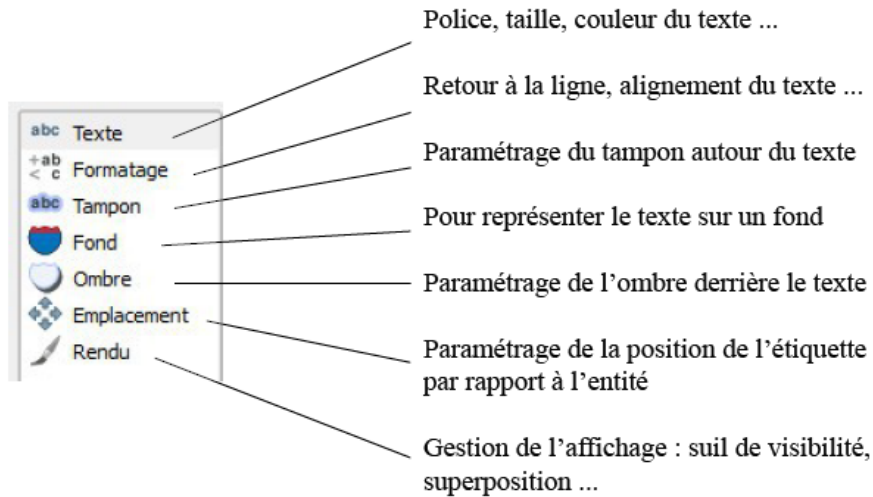 Police, taille, couleur du texte ...
Retour à la ligne, alignement du texte ...
abc Texte
+ab
< c Formatage
Paramétrage du tampon autour du texte
abc Tampon
Pour représenter le texte sur un fond
Fond
Ombre
Paramétrage de l’ombre derrière le texte
Emplacement
Paramétrage de la position de l’étiquette
par rapport à l’entité
Rendu
Gestion de l’affichage : suil de visibilité,
superposition ...